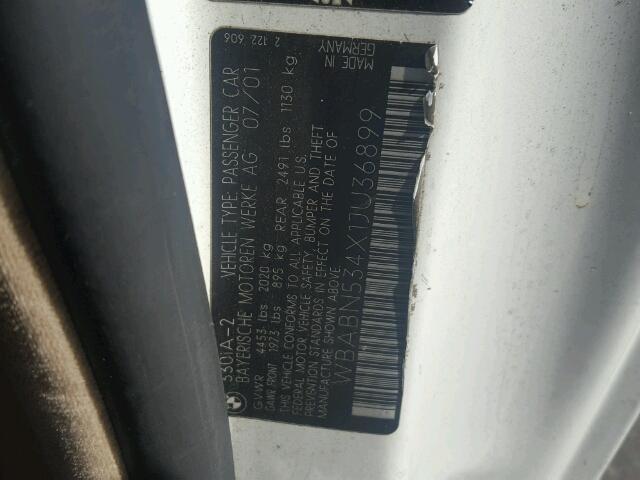 330IA-2 VEHICLE TYPE: PASSENGER CAR 2 122 606
BAYERISCHE MOTOREN WERKE AG 07/01 MADE IN GERMANY
GVWR 4453 lbs 2020 kg
GAWR FRONT 1973 lbs 895 kg REAR 2491 lbs 1130 kg
THIS VEHICLE CONFORMS TO ALL APPLICABLE U.S.
FEDERAL MOTOR VEHICLE SAFETY, BUMPER AND THEFT
PREVENTION STANDARDS IN EFFECT ON THE DATE OF
MANUFACTURE SHOWN ABOVE.
WBABN534X1JU36899